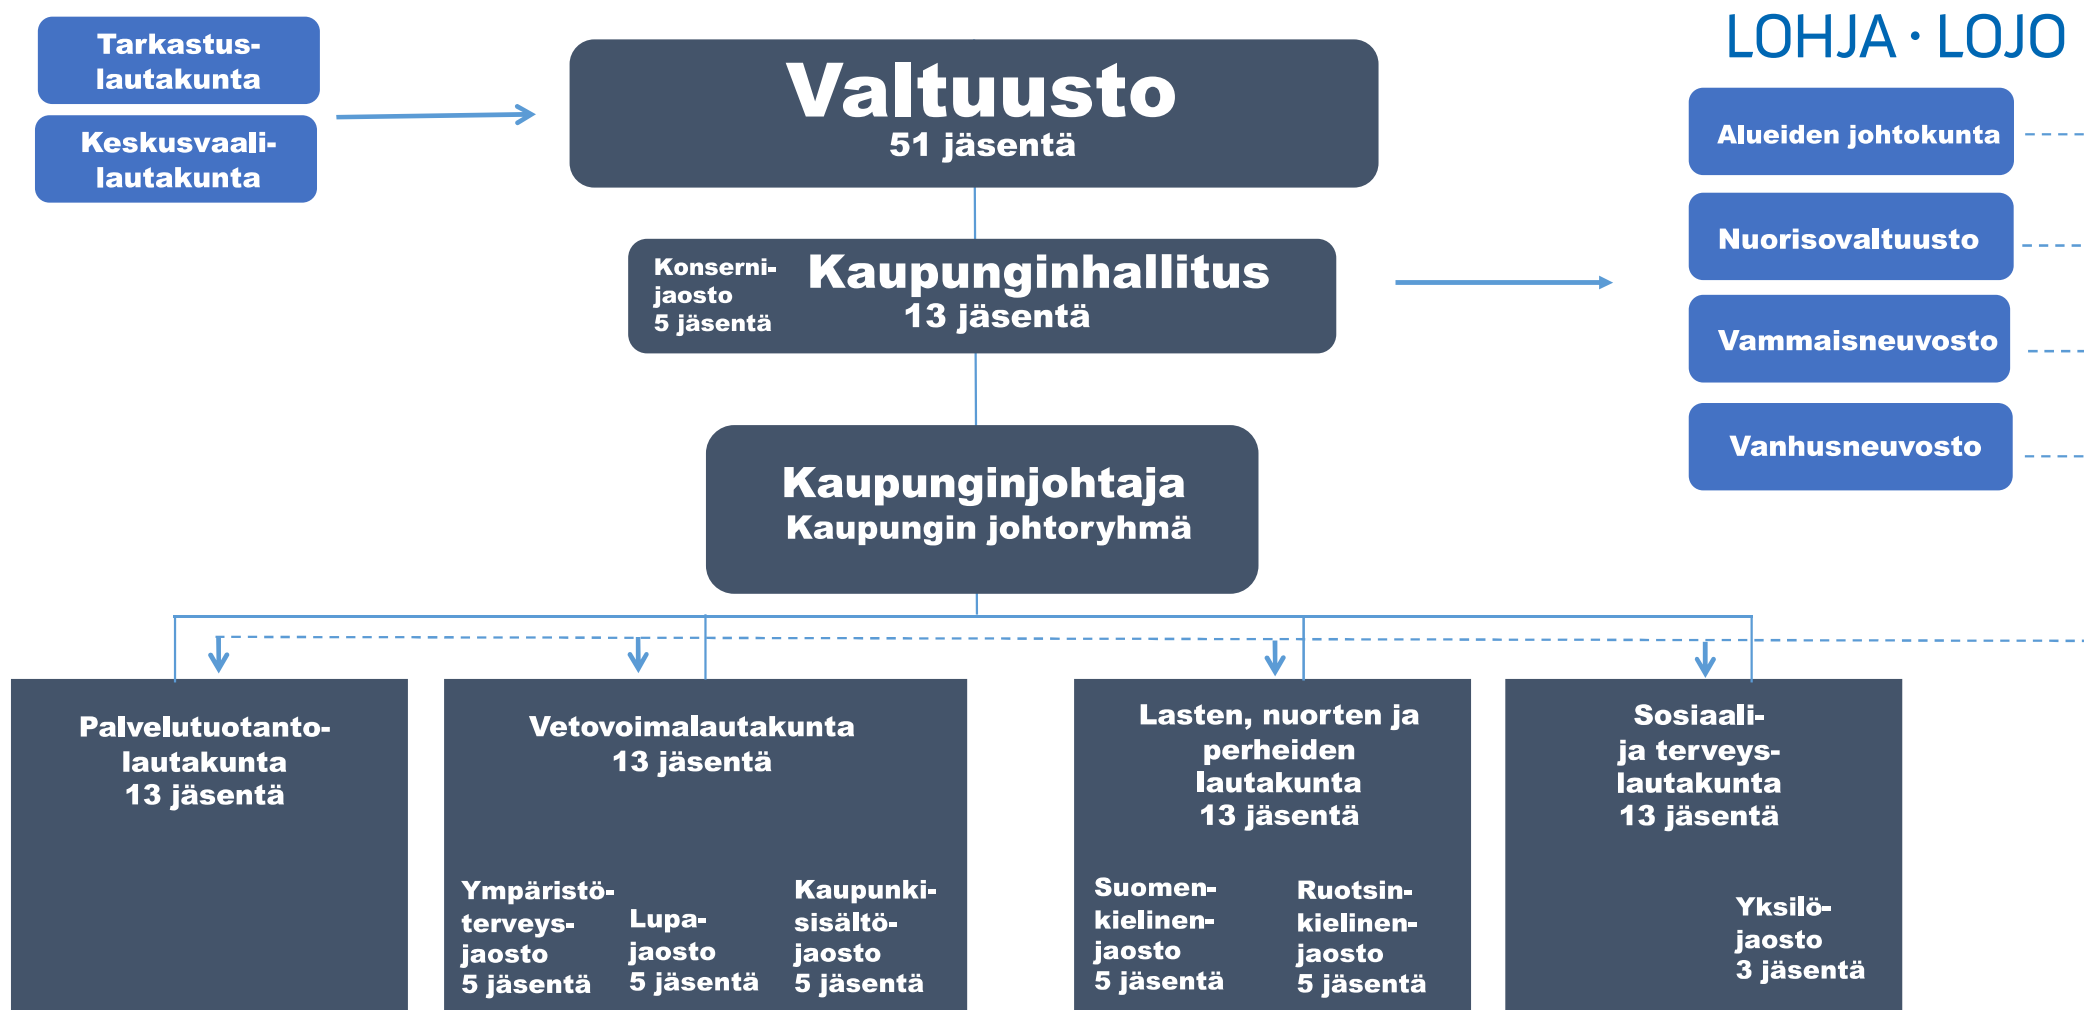 Tarkastus-
lautakunta
Keskusvaali-
lautakunta
Valtuusto
51 jäsentä
LOHJA · LOJO
Alueiden johtokunta
Nuorisovaltuusto
Vammaisneuvosto
Vanhusneuvosto
Konserni-
jaosto
5 jäsentä
Kaupunginhallitus
13 jäsentä
Kaupunginjohtaja
Kaupungin johtoryhmä
Palvelutuotanto-
lautakunta
13 jäsentä
Vetovoimalautakunta
13 jäsentä
Ympäristö-
terveys-
jaosto
5 jäsentä
Lupa-
jaosto
5 jäsentä
Kaupunki-
sisältö-
jaosto
5 jäsentä
Lasten, nuorten ja
perheiden
lautakunta
13 jäsentä
Suomen-
kielinen-
jaosto
5 jäsentä
Ruotsin-
kielinen-
jaosto
5 jäsentä
Sosiaali-
ja terveys-
lautakunta
13 jäsentä
Yksilö-
jaosto
3 jäsentä